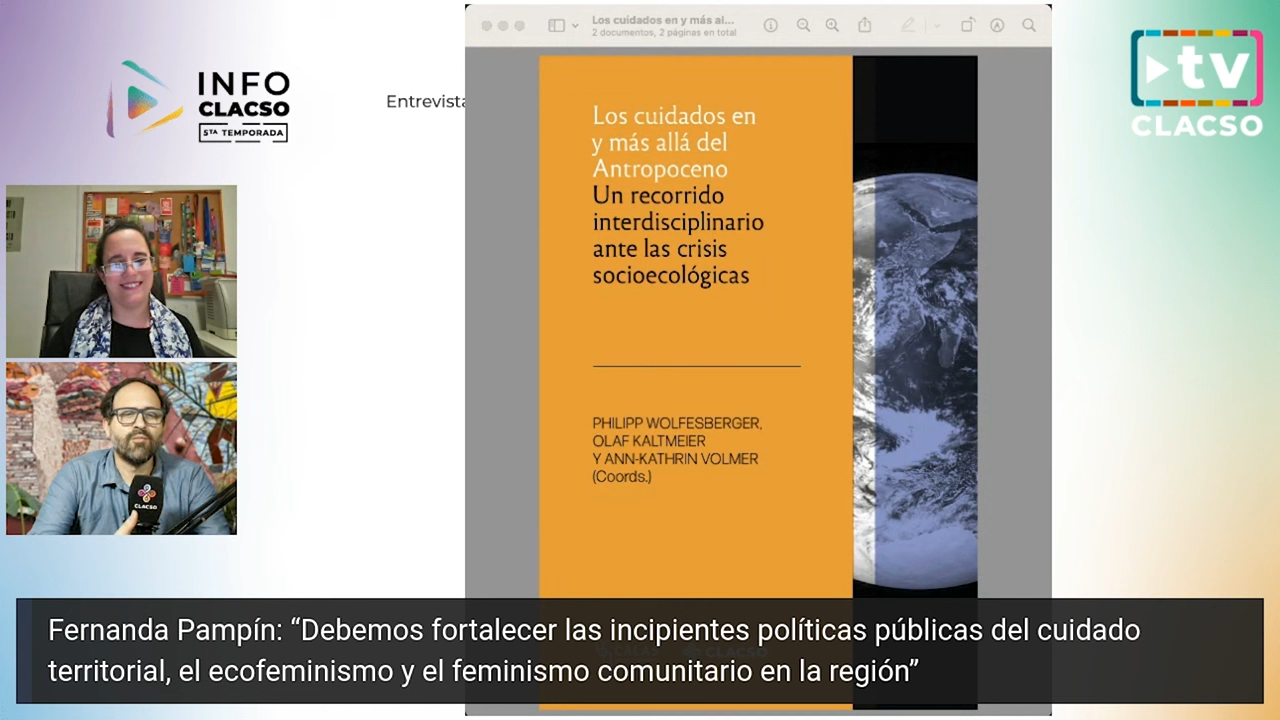 INFO
CLACSO
5TA TEMPORADA
Entrevista
Los cuidados en y más al...
2 documentos, 2 páginas en total
tv
CLACSO
Los cuidados en
y más allá del
Antropoceno
Un recorrido
interdisciplinario
ante las crisis
socioecológicas
PHILIPP WOLFESBERGER,
OLAF KALTMEIER
Y ANN-KATHRIN VOLMER
(Coords.)
CLACSO
Fernanda Pampín: “Debemos fortalecer las incipientes políticas públicas del cuidado
territorial, el ecofeminismo y el feminismo comunitario en la región”